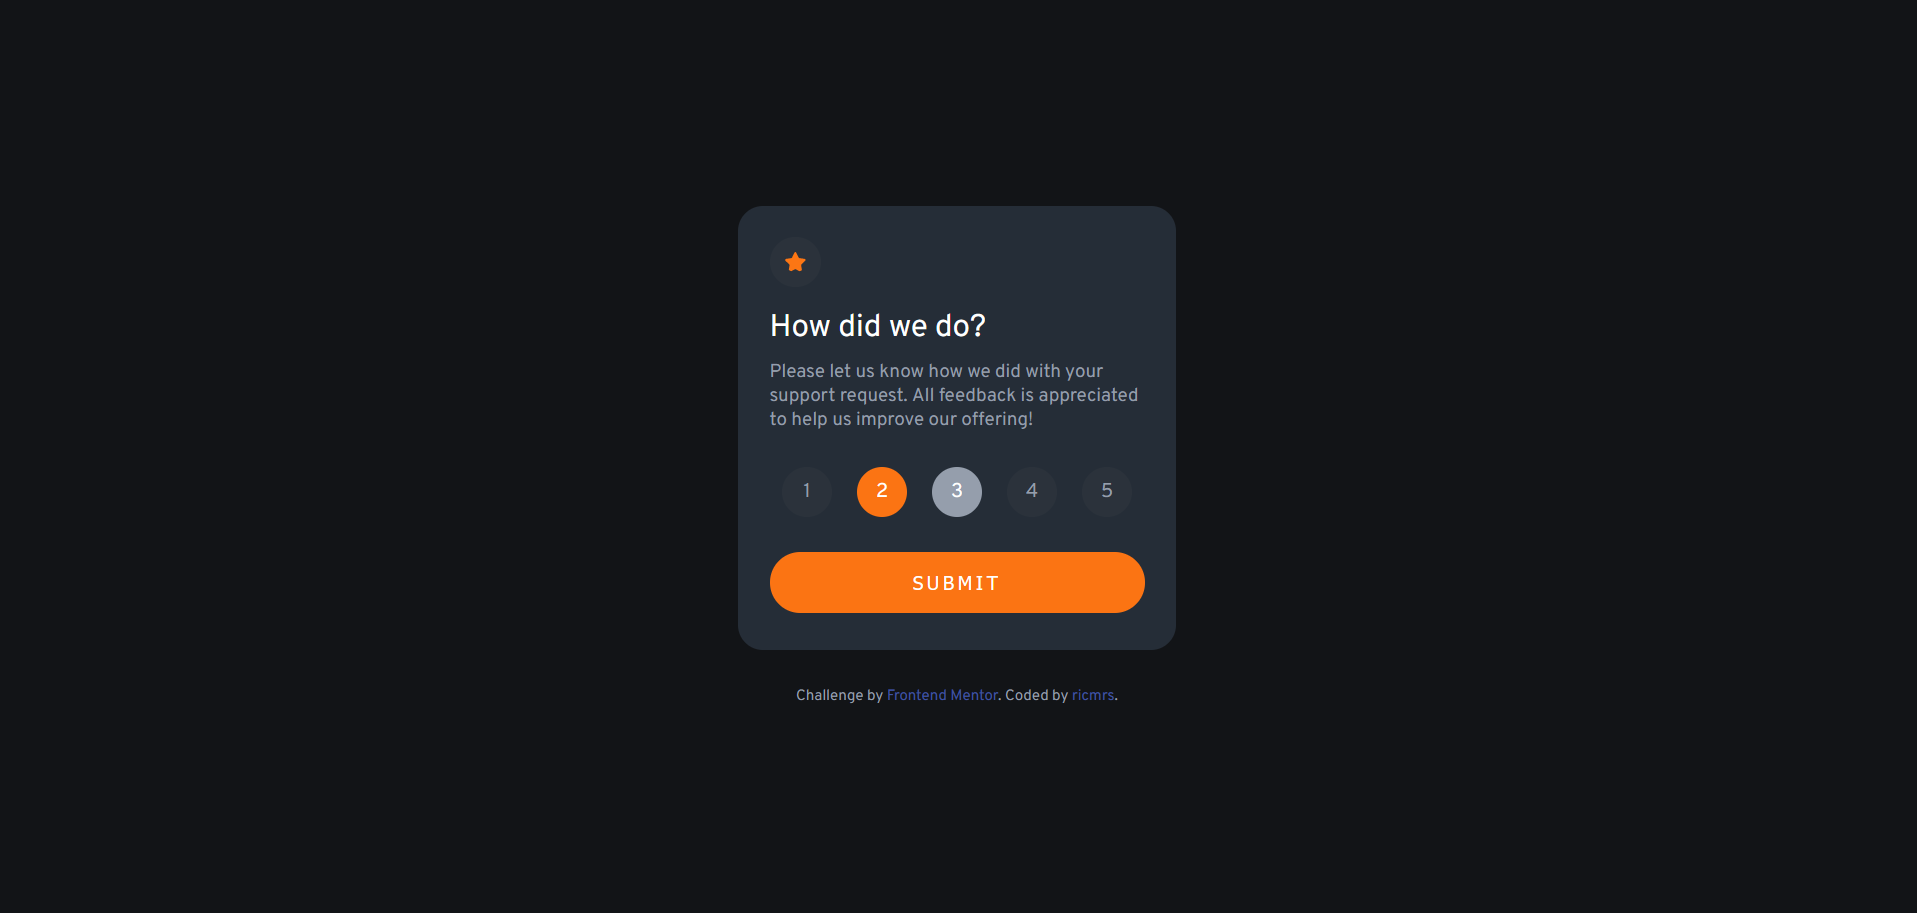 How did we do?
Please let us know how we did with your
support request. All feedback is appreciated
to help us improve our offering!
1 2 3 4 5
SUBMIT
Challenge by Frontend Mentor. Coded by ricmrs.